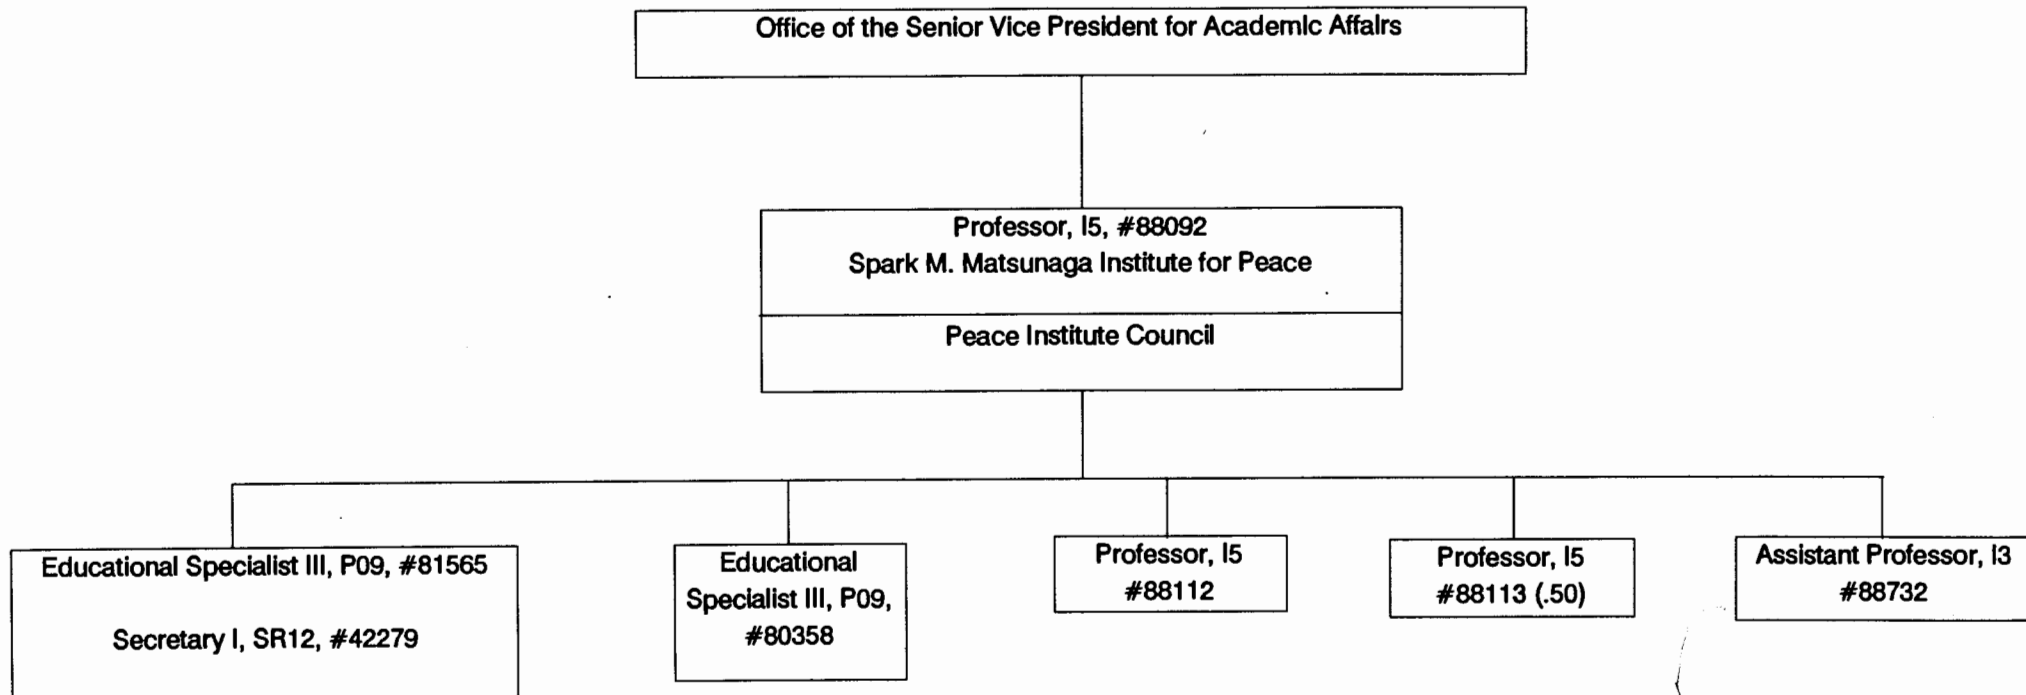 Office of the Senior Vice President for Academic Affairs
Professor, I5, #88092
Spark M. Matsunaga Institute for Peace
Peace Institute Council
Educational Specialist III, P09, #81565
Secretary I, SR12, #42279
Educational
Specialist III, P09,
#80358
Professor, I5
#88112
Professor, I5
#88113 (.50)
Assistant Professor, I3
#88732